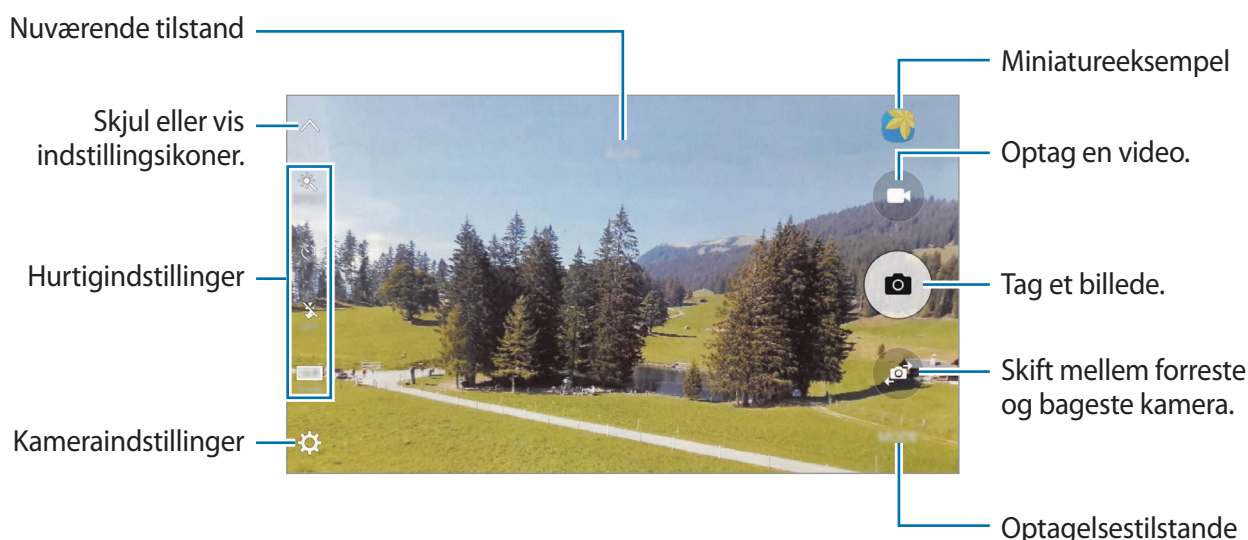 Nuværende tilstand
Skjul eller vis
indstillingsikoner.
Hurtigindstillinger
Kameraindstillinger
Miniatureeksempel
Optag en video.
Tag et billede.
Skift mellem forreste
og bageste kamera.
Optagelsestilstande